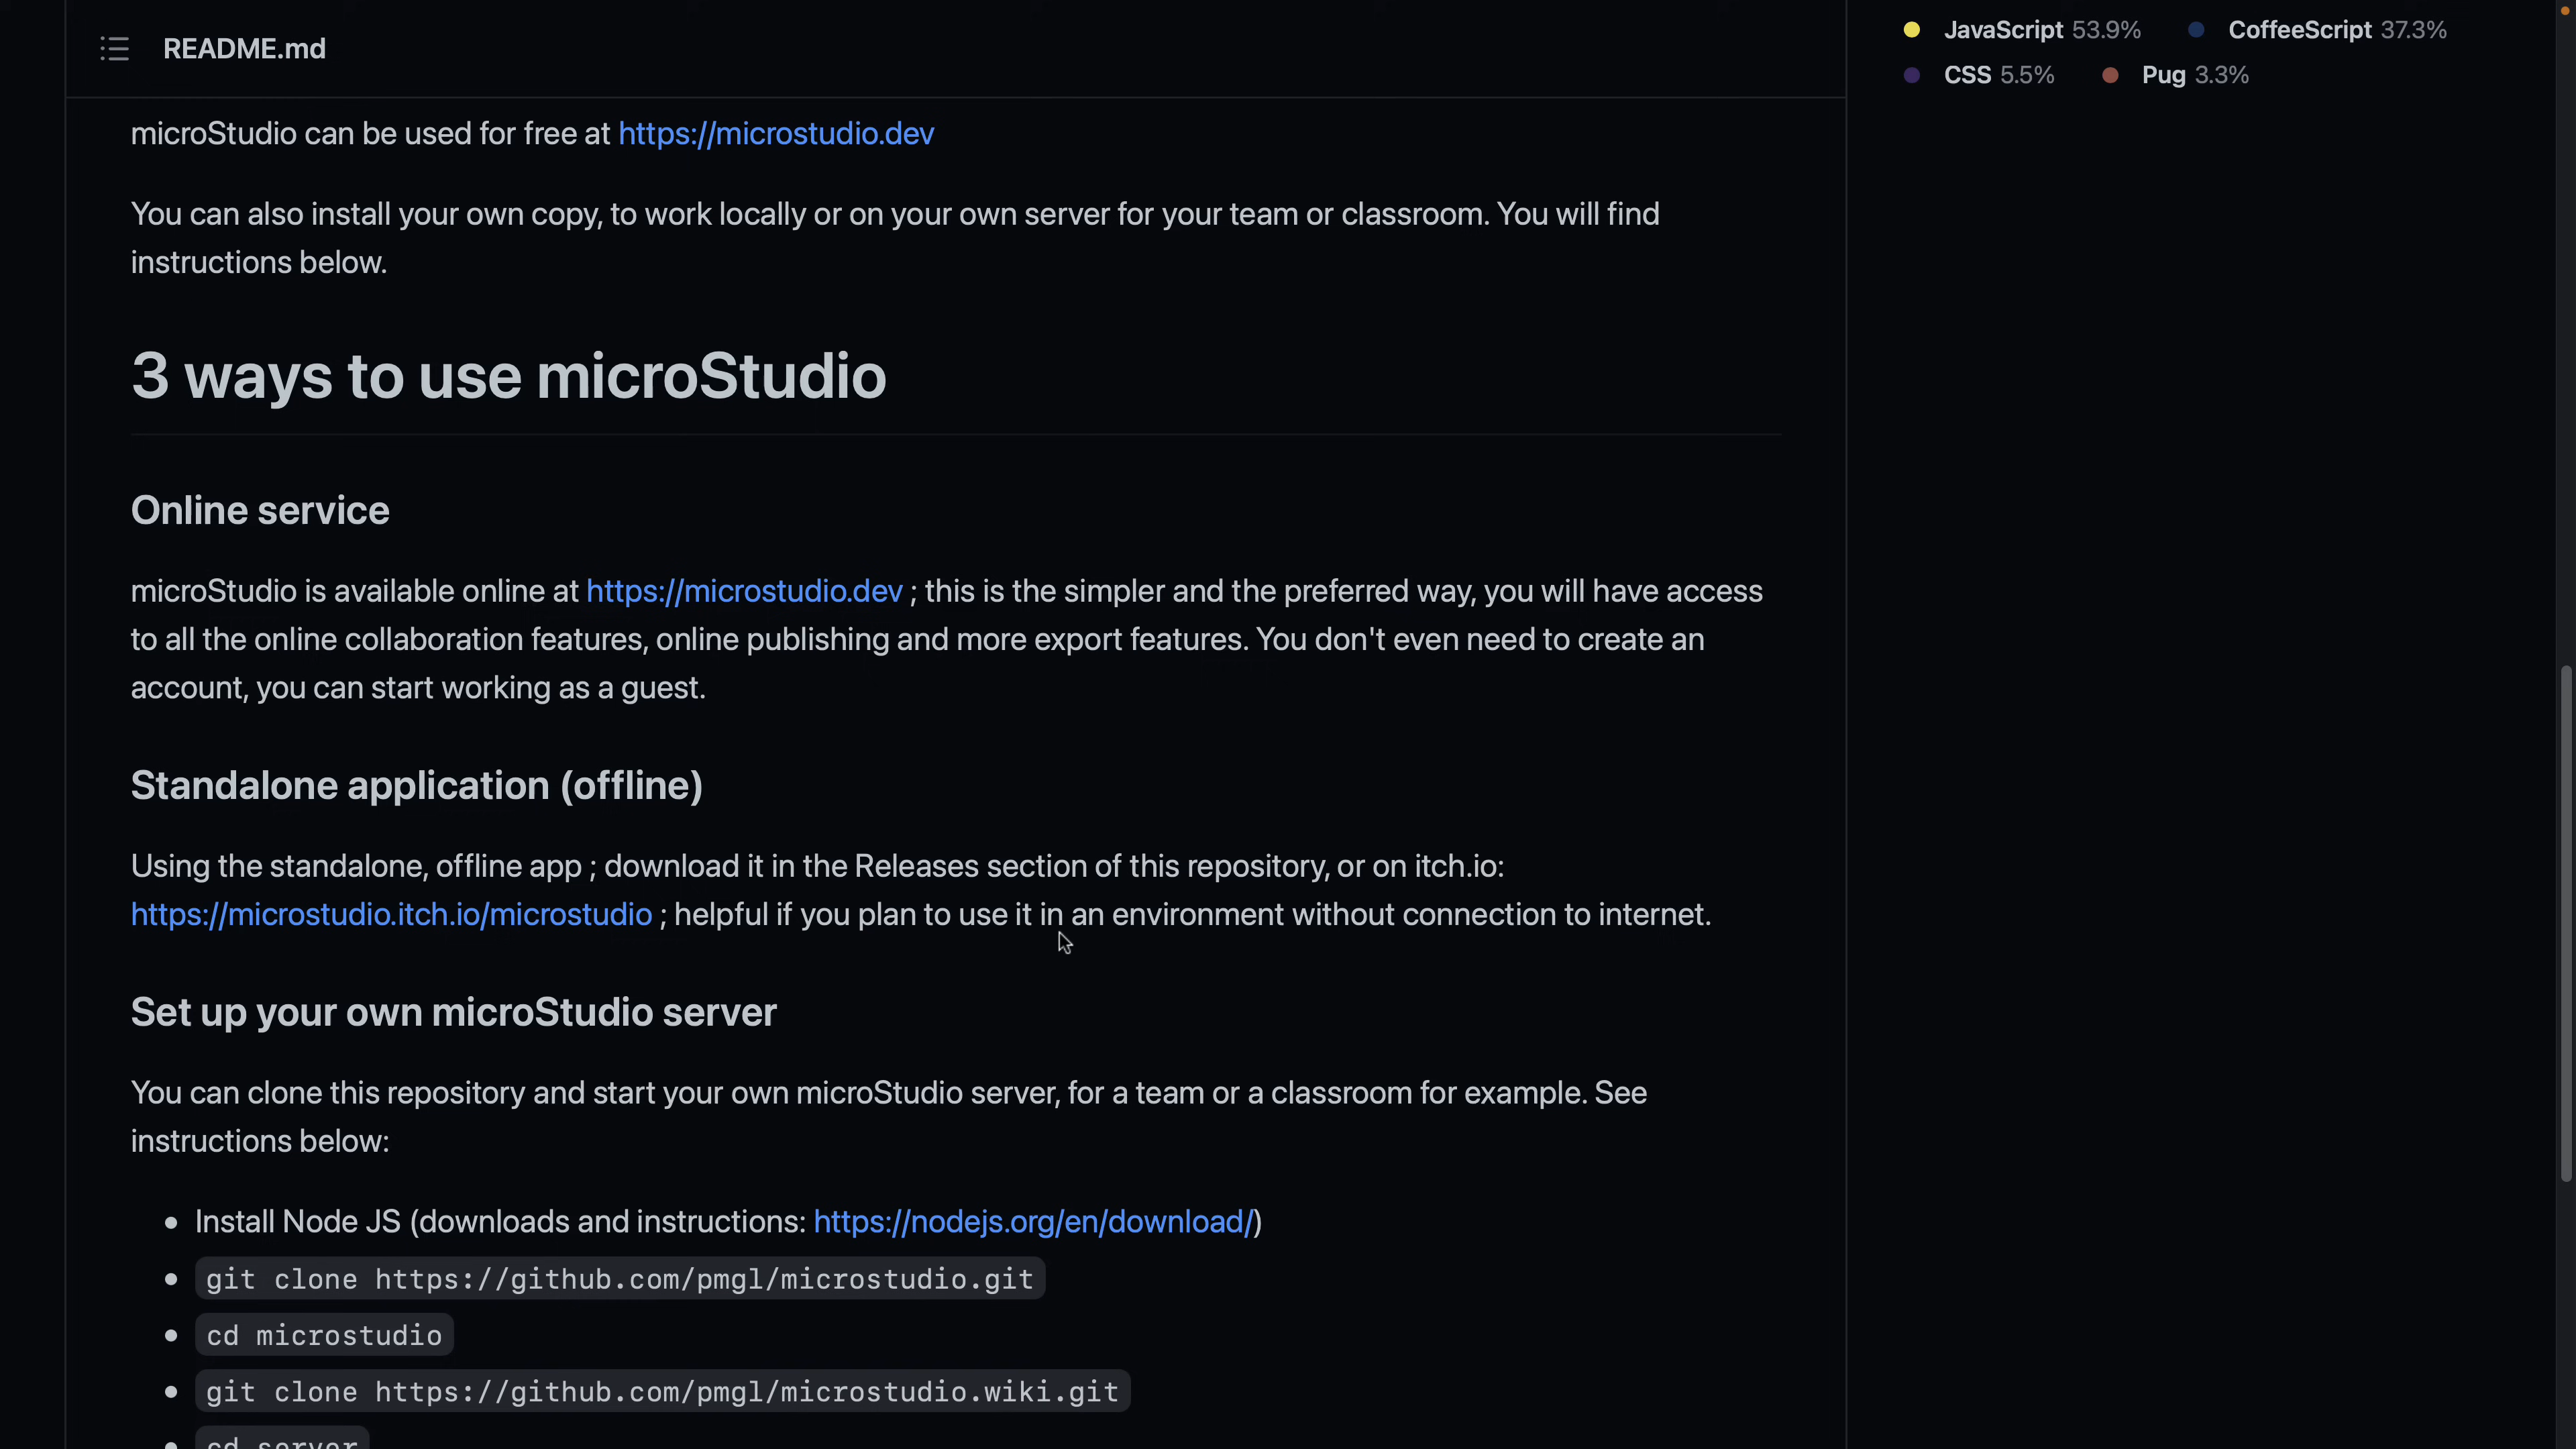 README.md
microStudio can be used for free at https://microstudio.dev
You can also install your own copy, to work locally or on your own server for your team or classroom. You will find
instructions below.
3 ways to use microStudio
Online service
microStudio is available online at https://microstudio.dev ; this is the simpler and the preferred way, you will have access
to all the online collaboration features, online publishing and more export features. You don't even need to create an
account, you can start working as a guest.
Standalone application (offline)
Using the standalone, offline app ; download it in the Releases section of this repository, or on itch.io:
https://microstudio.itch.io/microstudio ; helpful if you plan to use it in an environment without connection to internet.
Set up your own microStudio server
You can clone this repository and start your own microStudio server, for a team or a classroom for example. See
instructions below:
Install Node JS (downloads and instructions: https://nodejs.org/en/download/)
git clone https://github.com/pmgl/microstudio.git
cd microstudio
git clone https://github.com/pmgl/microstudio.wiki.git
cd server
JavaScript 53.9% CoffeeScript 37.3%
CSS 5.5% Pug 3.3%